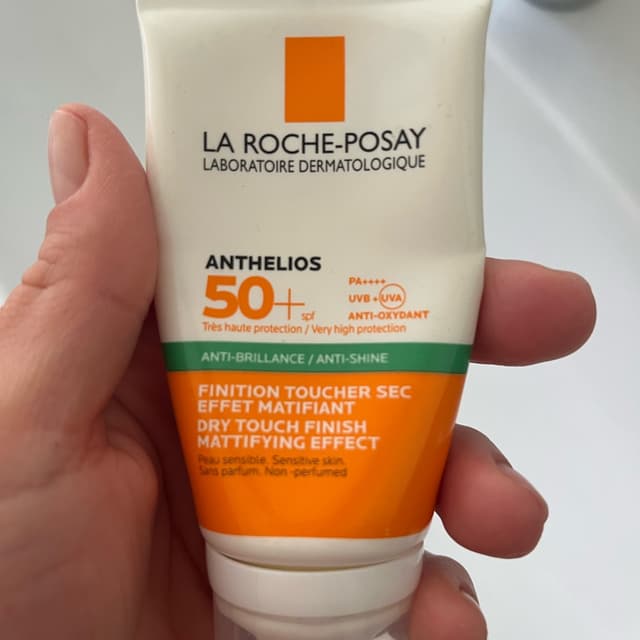 LA ROCHE-POSAY
LABORATOIRE DERMATOLOGIQUE
ANTHELIOS
50+ spf
PA++++
UVB + UVA
ANTI-OXYDANT
Très haute protection / Very high protection
ANTI-BRILLANCE / ANTI-SHINE
FINITION TOUCHER SEC
EFFET MATIFIANT
DRY TOUCH FINISH
MATTIFYING EFFECT
Peau sensible. Sensitive skin.
Sans parfum. Non-perfumed